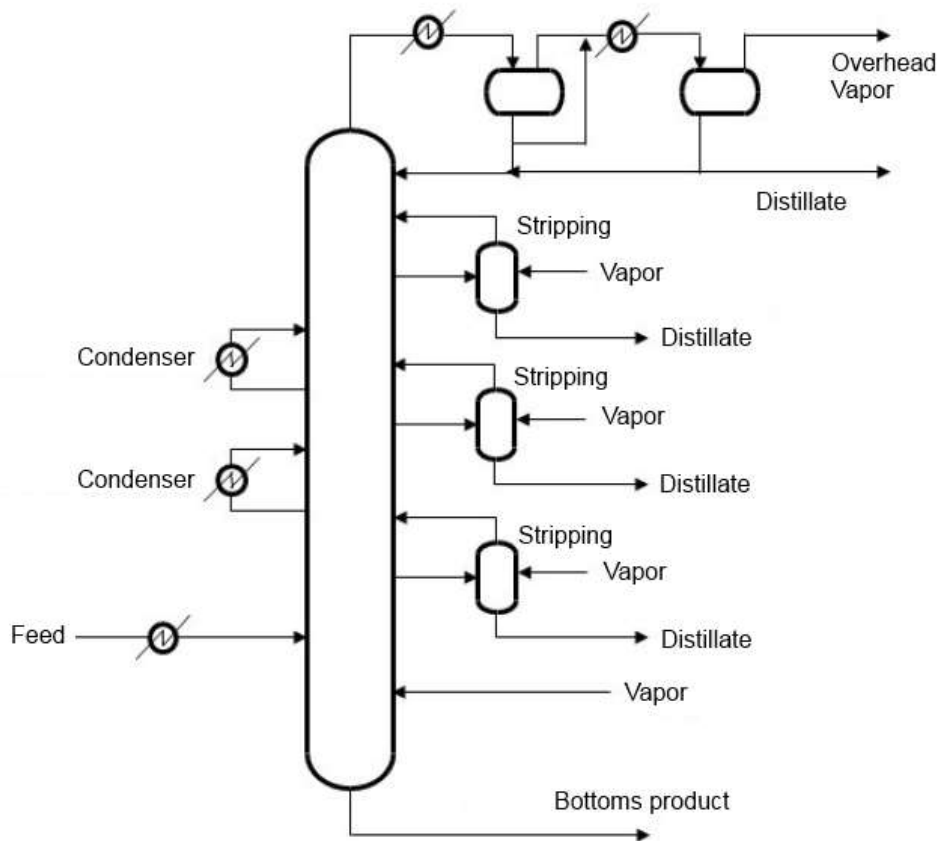 Overhead
Vapor
Distillate
Stripping
Vapor
Distillate
Condenser
Stripping
Vapor
Distillate
Condenser
Stripping
Vapor
Distillate
Feed
Vapor
Bottoms product